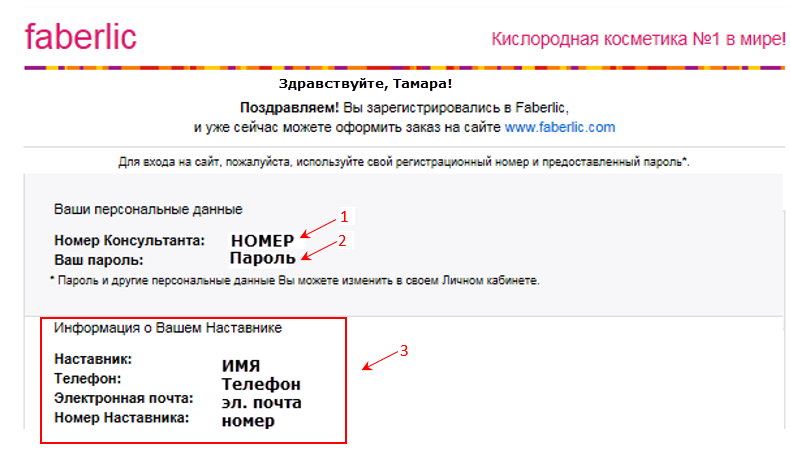 faberlic
Кислородная косметика №1 в мире!
Здравствуйте, Тамара!
Поздравляем! Вы зарегистрировались в Faberlic,
и уже сейчас можете оформить заказ на сайте www.faberlic.com
Для входа на сайт, пожалуйста, используйте свой регистрационный номер и предоставленный пароль*.
Ваши персональные данные
1
Номер Консультанта: НОМЕР
2
Ваш пароль: Пароль
* Пароль и другие персональные данные Вы можете изменить в своем Личном кабинете.
Информация о Вашем Наставнике
3
Наставник: ИМЯ
Телефон: Телефон
Электронная почта: эл. почта
Номер Наставника: номер